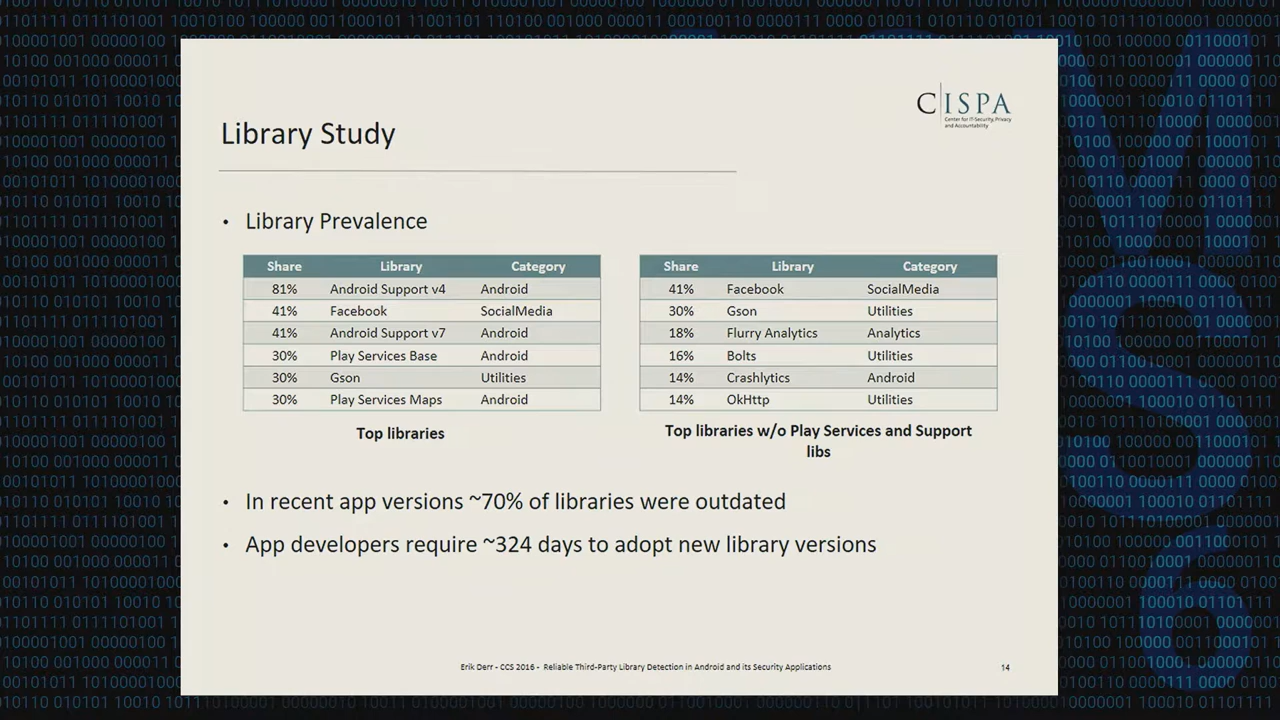 CISPA
Center for IT-Security, Privacy
and Accountability
Library Study
• Library Prevalence
Share Library Category
81% Android Support v4 Android
41% Facebook SocialMedia
41% Android Support v7 Android
30% Play Services Base Android
30% Gson Utilities
30% Play Services Maps Android
Top libraries
Share Library Category
41% Facebook SocialMedia
30% Gson Utilities
18% Flurry Analytics Analytics
16% Bolts Utilities
14% Crashlytics Android
14% OkHttp Utilities
Top libraries w/o Play Services and Support
libs
• In recent app versions ~70% of libraries were outdated
• App developers require ~324 days to adopt new library versions
Erik Derr - CCS 2016 - Reliable Third-Party Library Detection in Android and its Security Applications
14